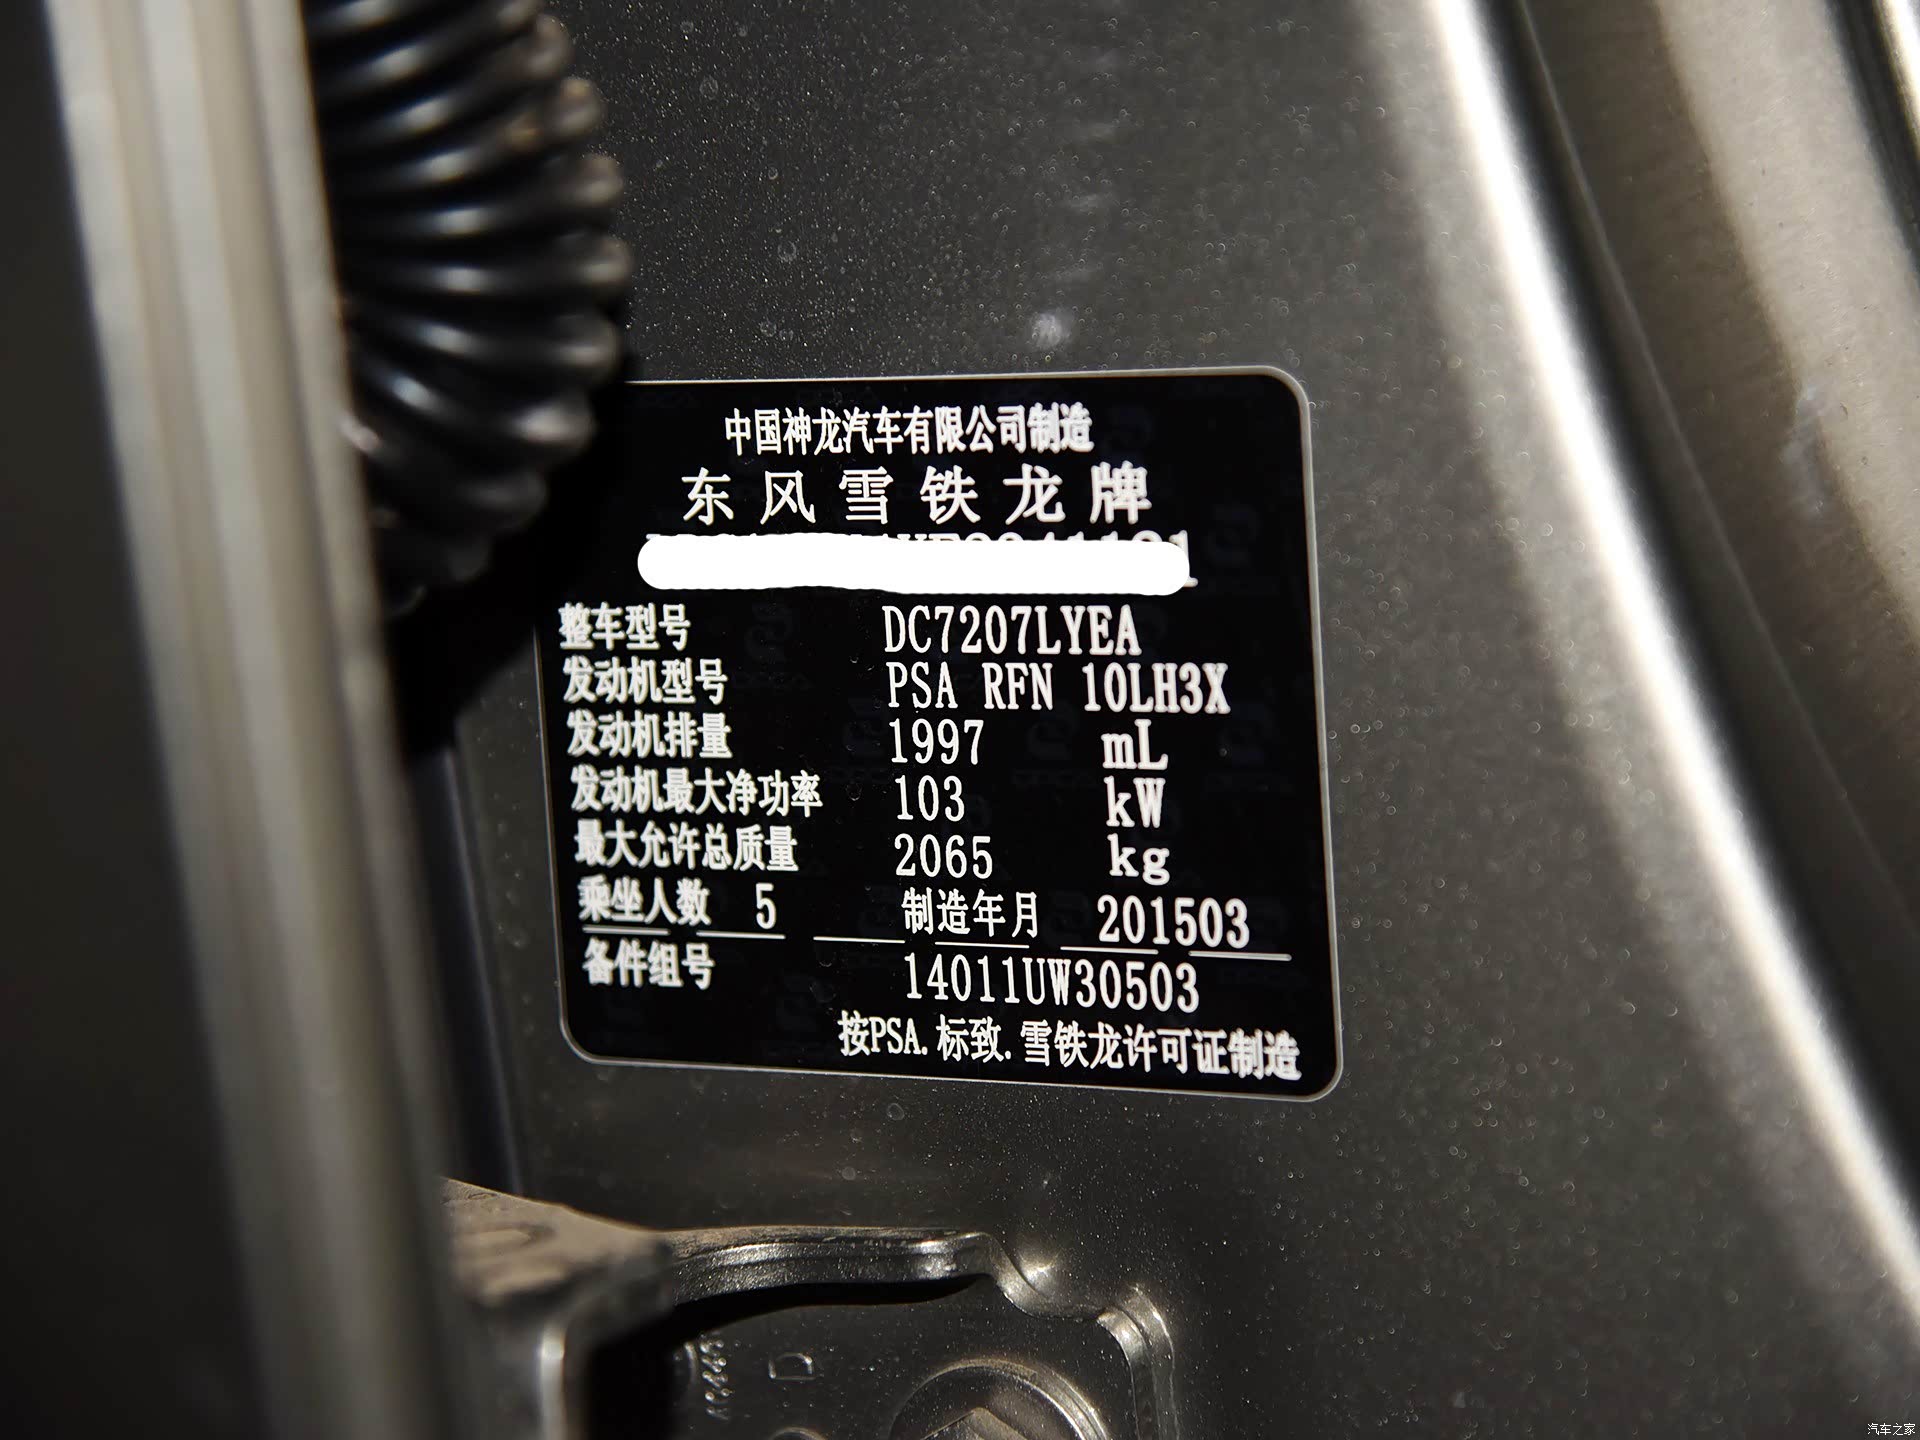 中国神龙汽车有限公司制造
东风雪铁龙牌
整车型号 DC7207LYEA
发动机型号 PSA RFN 10LH3X
发动机排量 1997 mL
发动机最大净功率 103 kW
最大允许总质量 2065 kg
乘坐人数 5 制造年月 201503
备件组号 14011UW30503
按PSA.标致.雪铁龙许可证制造
D
汽车之家